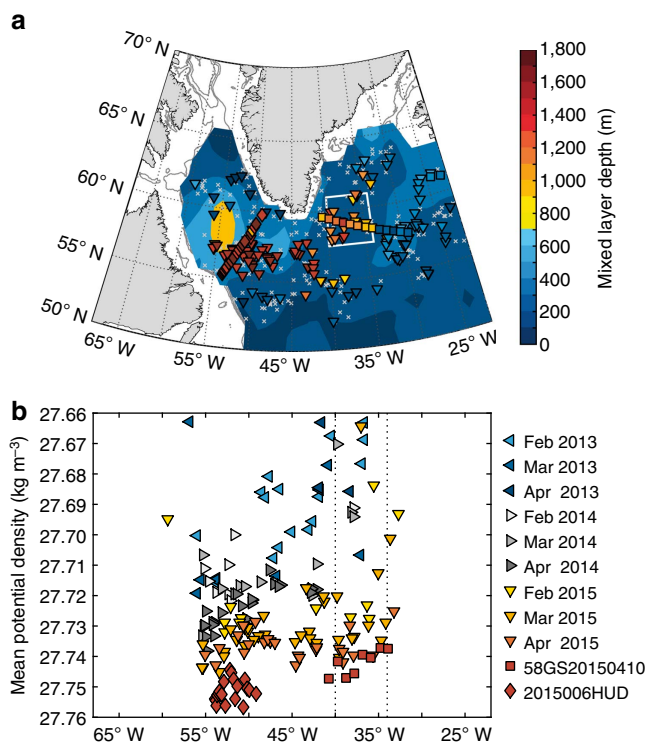 a
70° N
65° N
60° N
55° N
50° N
65° W
55° W
45° W
35° W
25° W
1,800
1,600
1,400
1,200
1,000
800
600
400
200
0
Mixed layer depth (m)
b
Mean potential density (kg m⁻³)
27.66
27.67
27.68
27.69
27.70
27.71
27.72
27.73
27.74
27.75
27.76
65° W
55° W
45° W
35° W
25° W
Feb 2013
Mar 2013
Apr 2013
Feb 2014
Mar 2014
Apr 2014
Feb 2015
Mar 2015
Apr 2015
58GS20150410
2015006HUD